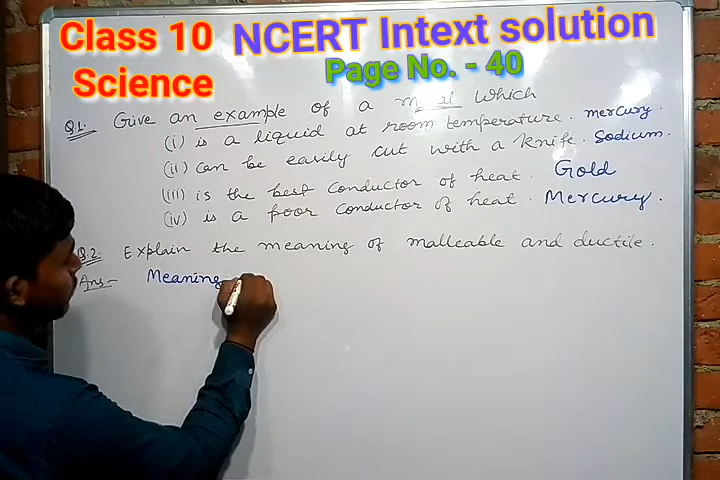 Class 10 NCERT Intext solution
Science Page No. - 40
Q1. Give an example of a which
(i) is a liquid at room temperature. mercury.
(ii) can be easily cut with a knife. Sodium.
(iii) is the best conductor of heat. Gold
(iv) is a poor conductor of heat. Mercury.
Q2. Explain the meaning of malleable and ductile.
Ans- Meaning